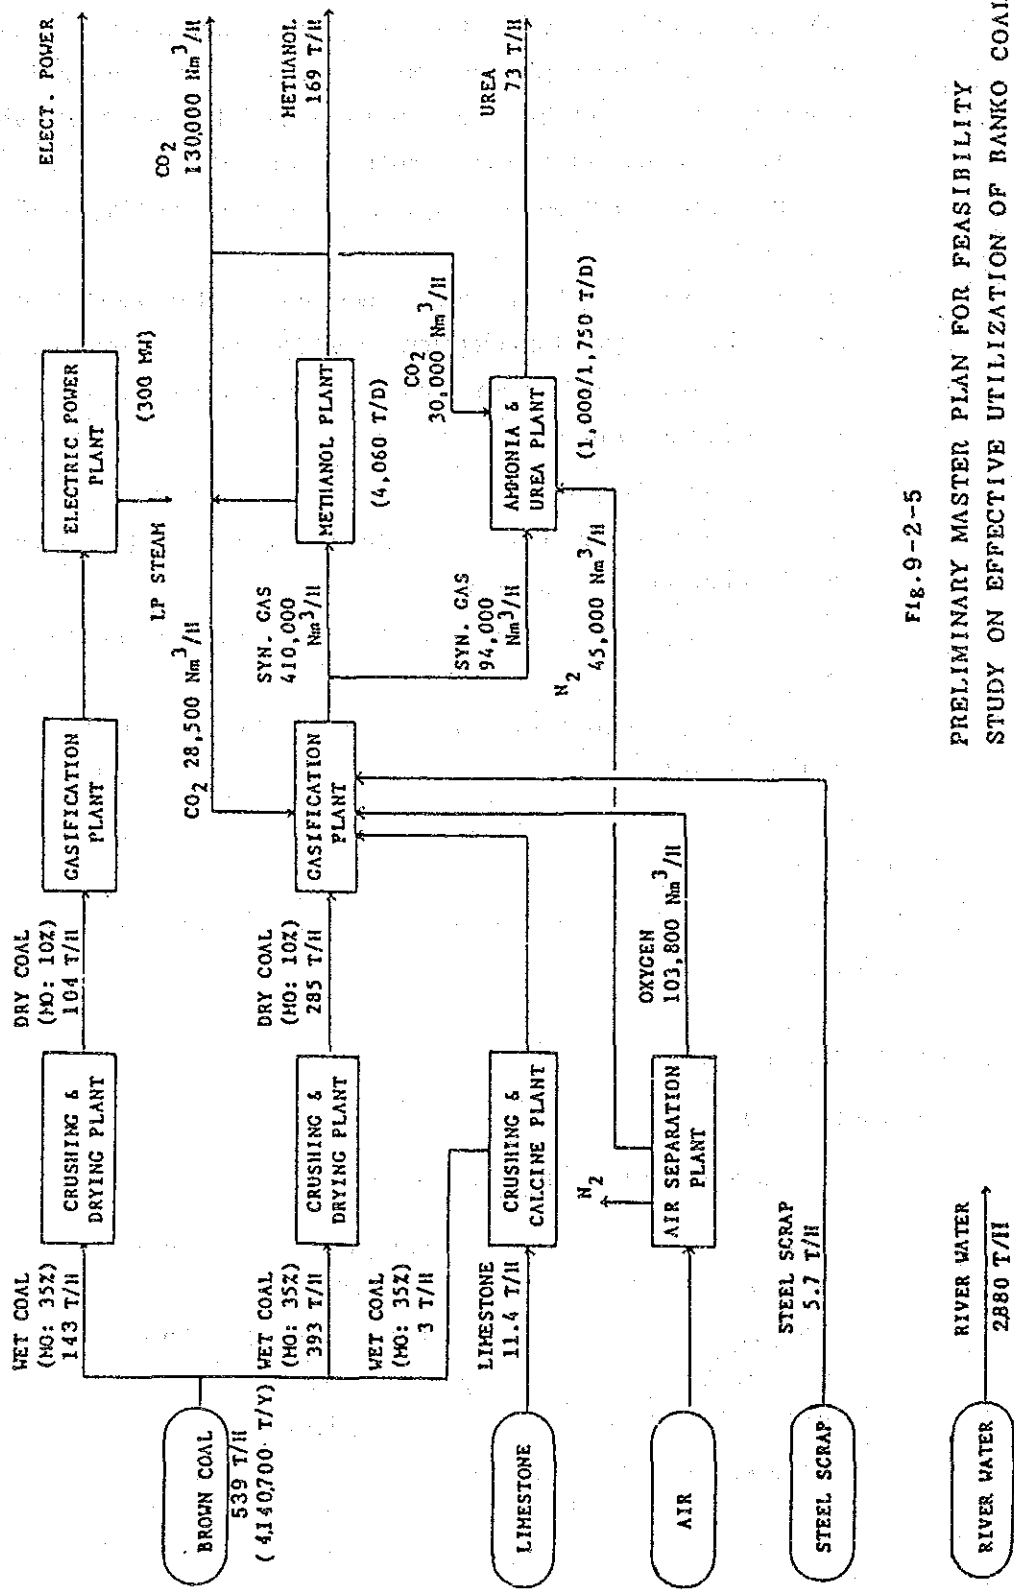 BROWN COAL
539 T/H
(4,140,700 T/Y)
WET COAL
(MO: 35%)
143 T/H
CRUSHING &
DRYING PLANT
DRY COAL
(MO: 10%)
104 T/H
GASIFICATION
PLANT
ELECTRIC POWER
PLANT
(300 MW)
LP STEAM
ELECT. POWER
WET COAL
(MO: 35%)
393 T/H
CRUSHING &
DRYING PLANT
DRY COAL
(MO: 10%)
285 T/H
GASIFICATION
PLANT
CO2 28,500 Nm3/H
SYN. GAS
410,000
Nm3/H
METHANOL PLANT
(4,060 T/D)
CO2
130,000 Nm3/H
METHANOL
169 T/H
WET COAL
(MO: 35%)
3 T/H
LIMESTONE
LIMESTONE
11.4 T/H
CRUSHING &
CALCINE PLANT
SYN. GAS
94,000
Nm3/H
CO2
30,000 Nm3/H
AMMONIA &
UREA PLANT
(1,000/1,750 T/D)
UREA
73 T/H
AIR
N2
AIR SEPARATION
PLANT
OXYGEN
103,800 Nm3/H
N2
45,000 Nm3/H
STEEL SCRAP
STEEL SCRAP
5.7 T/H
RIVER WATER
RIVER WATER
2,880 T/H
Fig.9-2-5
PRELIMINARY MASTER PLAN FOR FEASIBILITY
STUDY ON EFFECTIVE UTILIZATION OF BANKO COAL